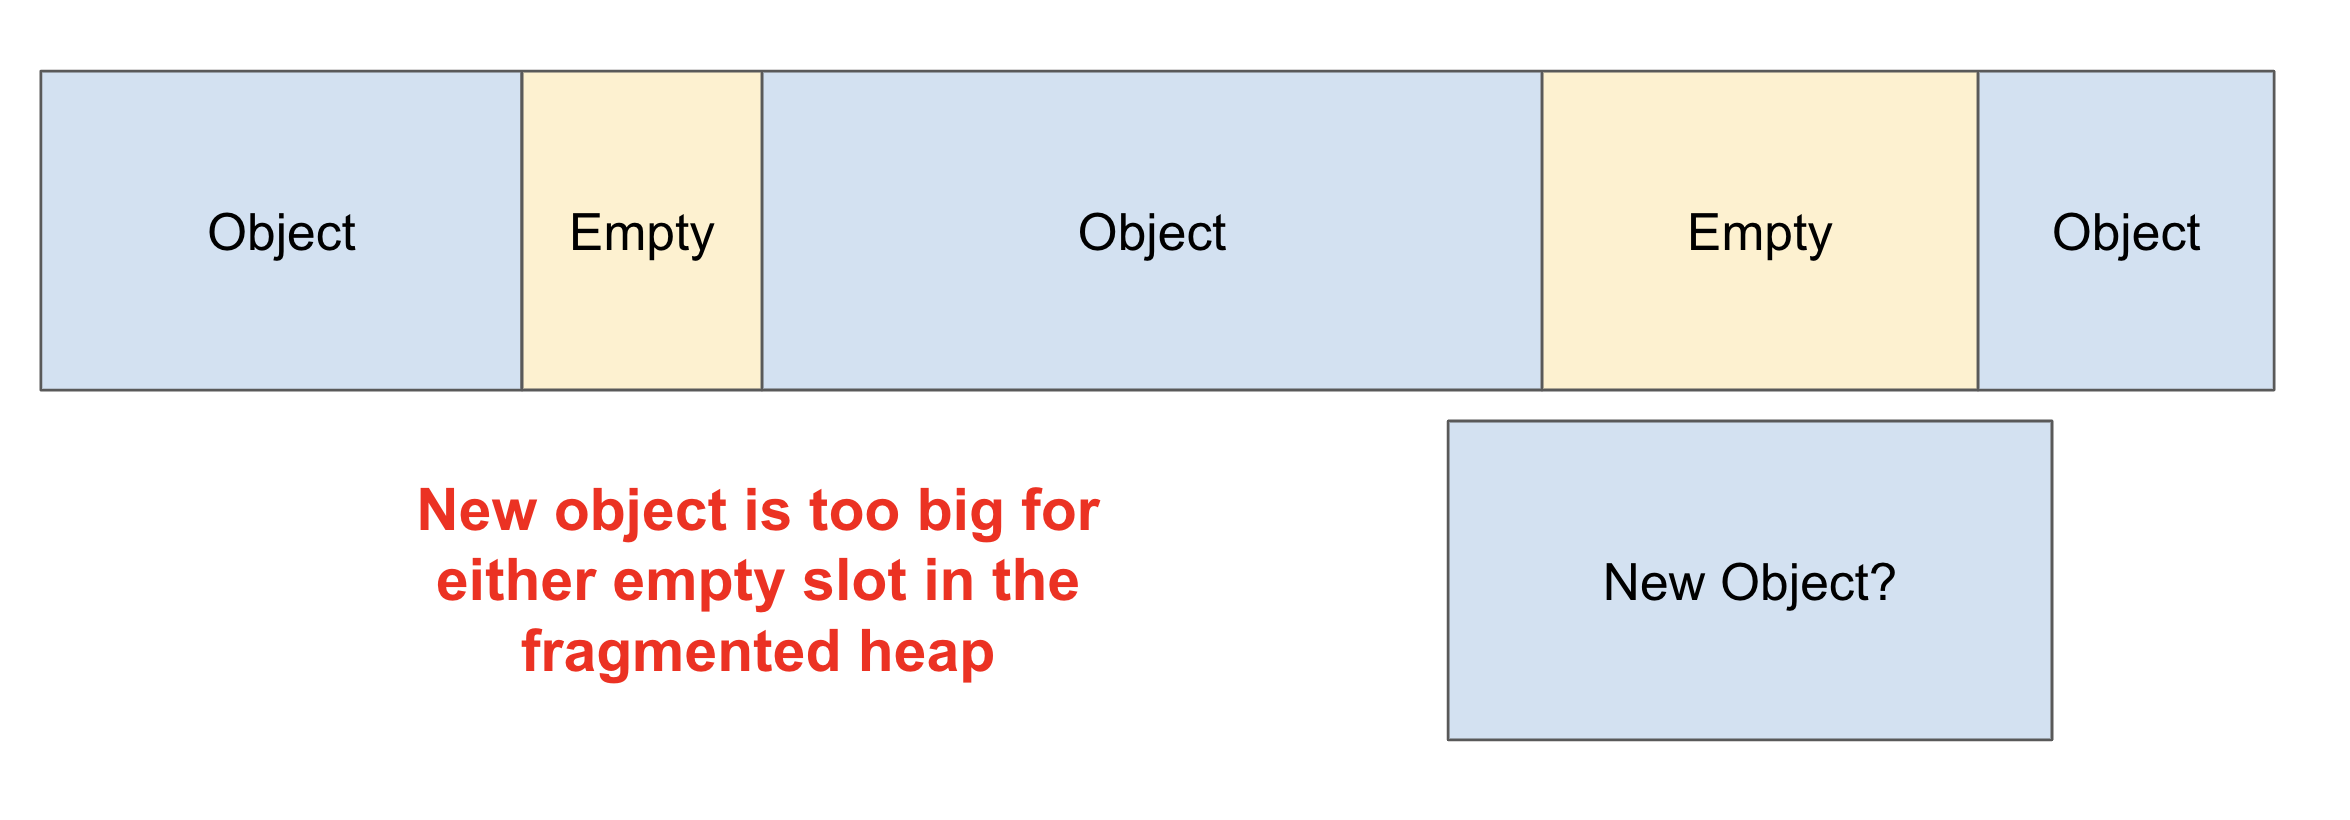 Object Empty Object Empty Object
New object is too big for
either empty slot in the
fragmented heap
New Object?